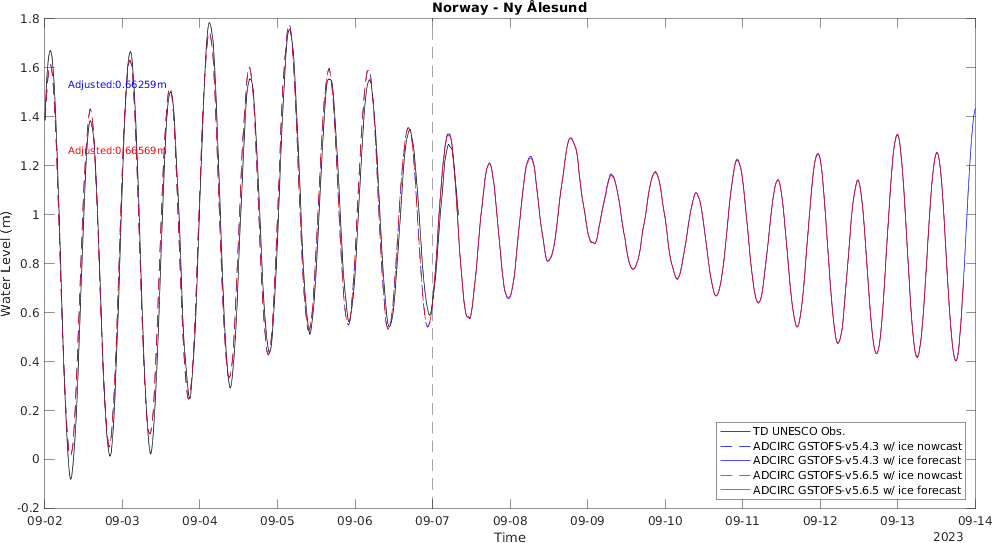 Norway - Ny Ålesund
1.8
1.6
1.4
1.2
1
0.8
0.6
0.4
0.2
0
-0.2
Water Level (m)
Adjusted:0.66259m
Adjusted:0.66569m
TD UNESCO Obs.
ADCIRC GSTOFS-v5.4.3 w/ ice nowcast
ADCIRC GSTOFS-v5.4.3 w/ ice forecast
ADCIRC GSTOFS-v5.6.5 w/ ice nowcast
ADCIRC GSTOFS-v5.6.5 w/ ice forecast
09-02 09-03 09-04 09-05 09-06 09-07 09-08 09-09 09-10 09-11 09-12 09-13 09-14
Time
2023